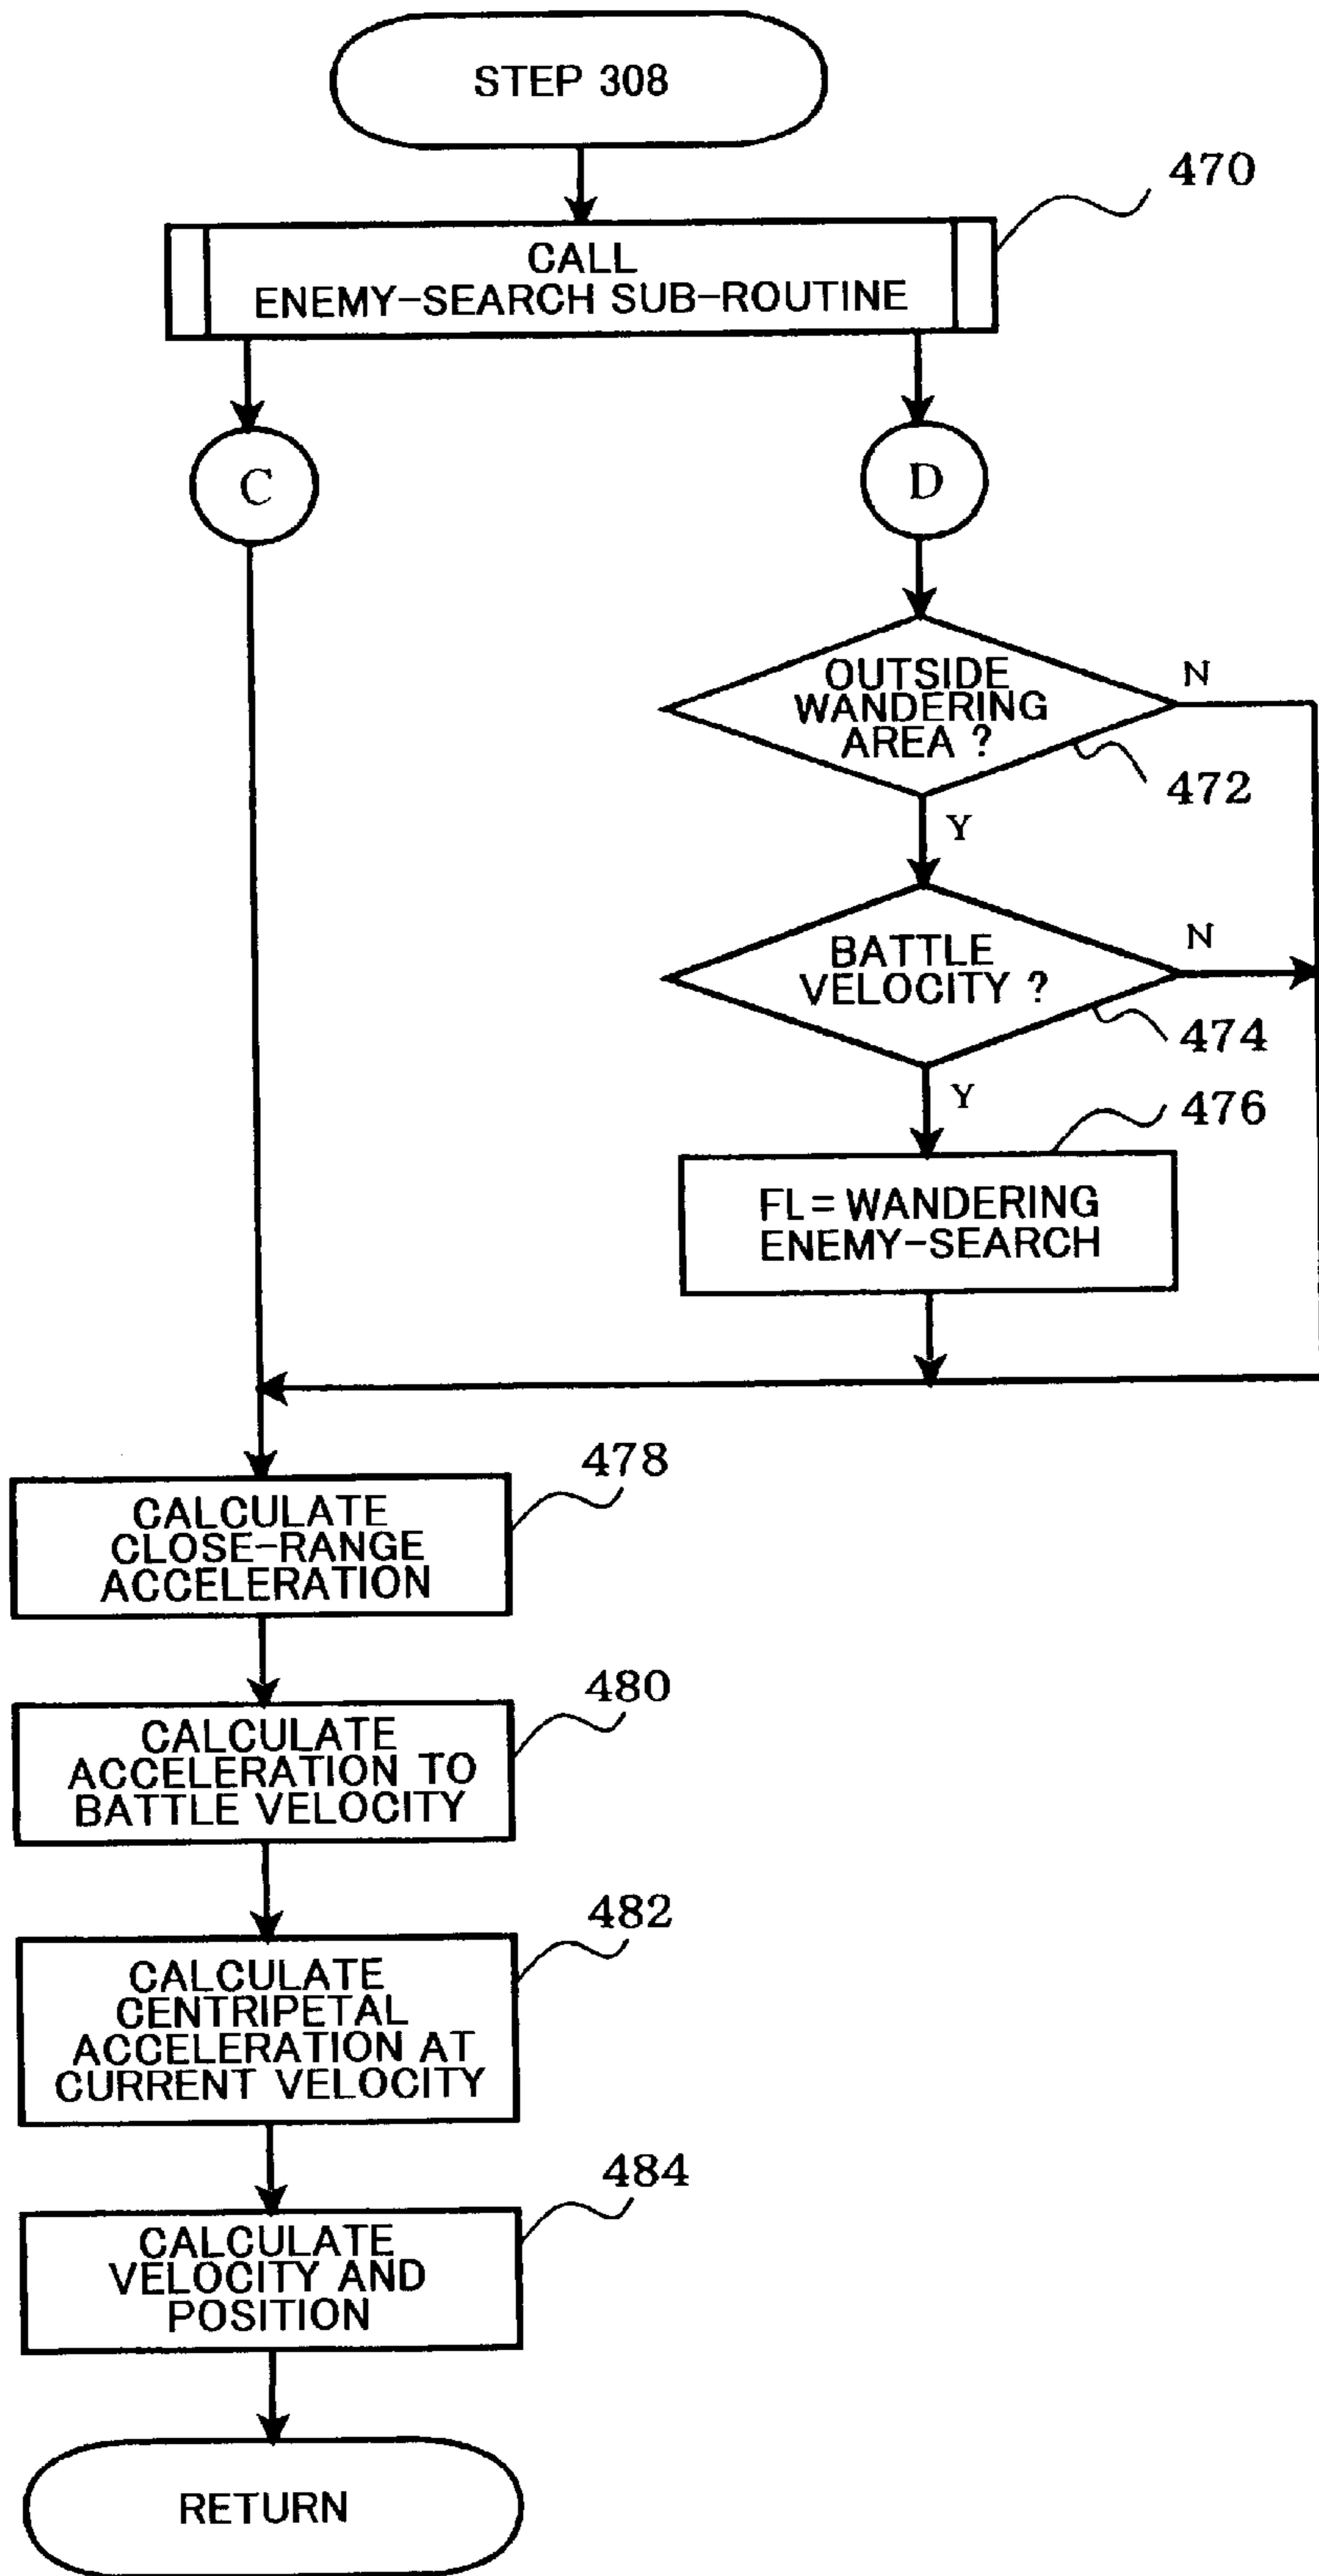 STEP 308
470
CALL
ENEMY-SEARCH SUB-ROUTINE
C
D
OUTSIDE
WANDERING
AREA ?
N
472
Y
BATTLE
VELOCITY ?
N
474
Y
476
FL= WANDERING
ENEMY-SEARCH
478
CALCULATE
CLOSE-RANGE
ACCELERATION
480
CALCULATE
ACCELERATION TO
BATTLE VELOCITY
482
CALCULATE
CENTRIPETAL
ACCELERATION AT
CURRENT VELOCITY
484
CALCULATE
VELOCITY AND
POSITION
RETURN